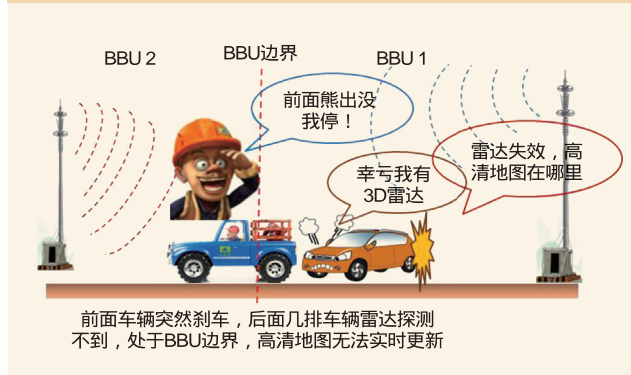 BBU 2
BBU边界
BBU 1
前面熊出没
我停！
雷达失效，高
清地图在哪里
幸亏我有
3D雷达
前面车辆突然刹车，后面几排车辆雷达探测
不到，处于BBU边界，高清地图无法实时更新